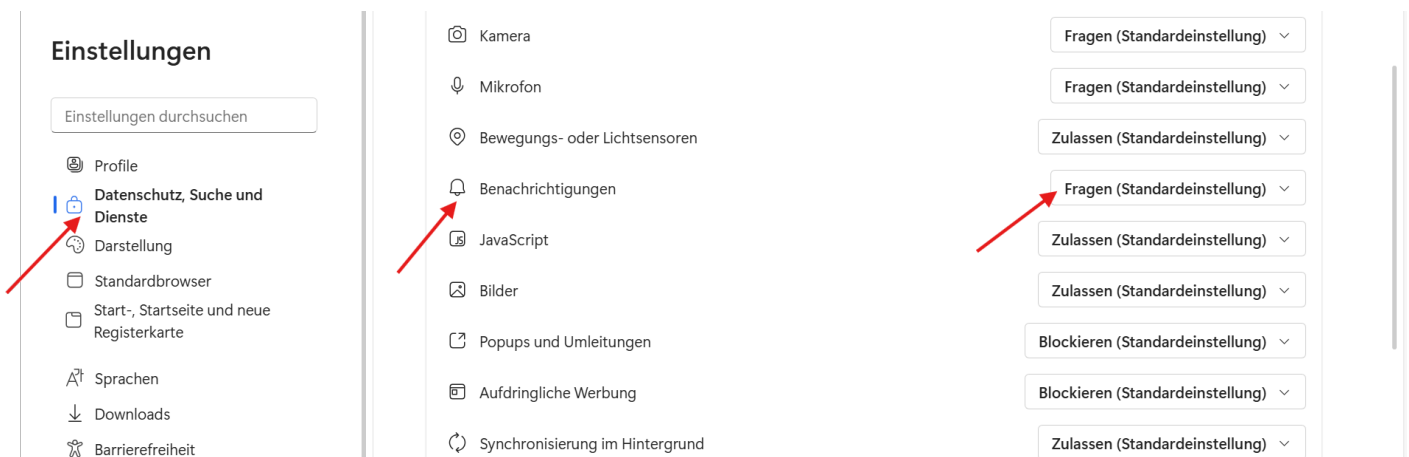 Einstellungen
Einstellungen durchsuchen
Profile
Datenschutz, Suche und
Dienste
Darstellung
Standardbrowser
Start-, Startseite und neue
Registerkarte
Sprachen
Downloads
Barrierefreiheit
Kamera Fragen (Standardeinstellung)
Mikrofon Fragen (Standardeinstellung)
Bewegungs- oder Lichtsensoren Zulassen (Standardeinstellung)
Benachrichtigungen Fragen (Standardeinstellung)
JavaScript Zulassen (Standardeinstellung)
Bilder Zulassen (Standardeinstellung)
Popups und Umleitungen Blockieren (Standardeinstellung)
Aufdringliche Werbung Blockieren (Standardeinstellung)
Synchronisierung im Hintergrund Zulassen (Standardeinstellung)